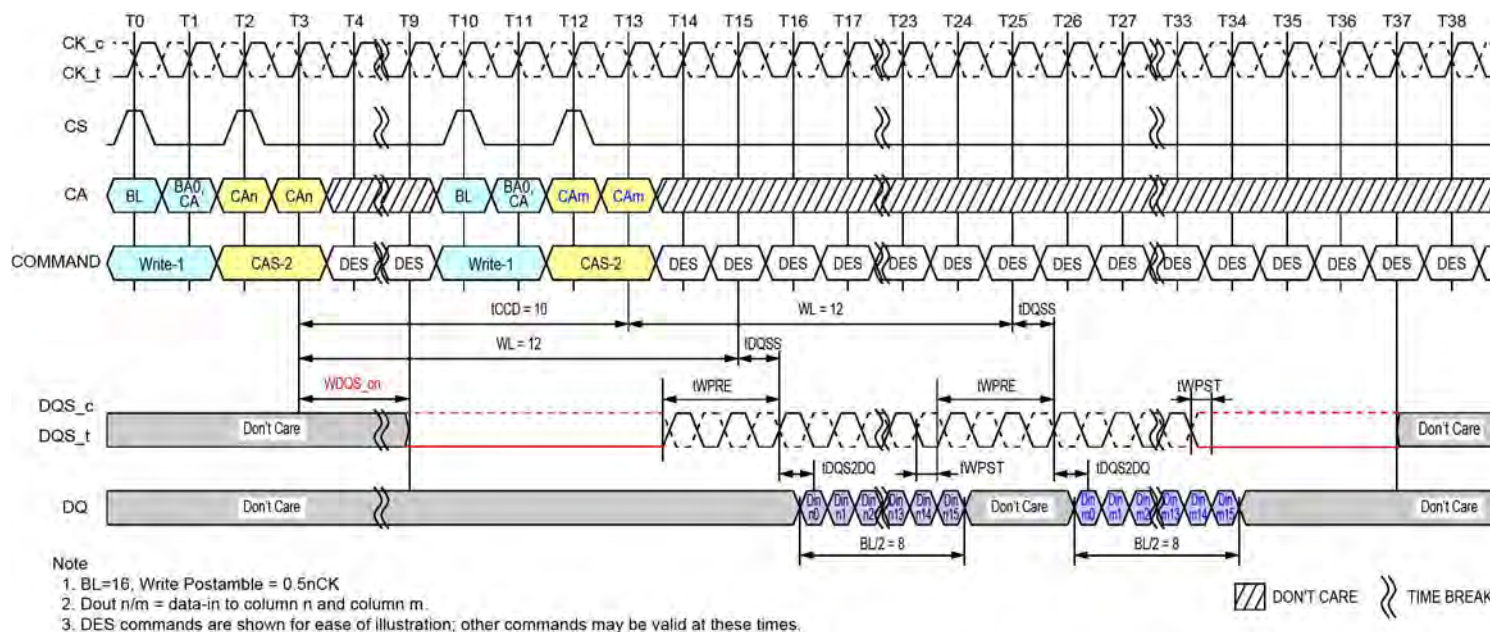 T0 T1 T2 T3 T4 T9 T10 T11 T12 T13 T14 T15 T16 T17 T23 T24 T25 T26 T27 T33 T34 T35 T36 T37 T38
CK_c
CK_t
CS
CA BL BA0, CA CAn CAn BL BA0, CA CAm CAm
COMMAND Write-1 CAS-2 DES DES Write-1 CAS-2 DES DES DES DES DES DES DES DES DES DES DES DES DES DES DES
tCCD = 10 WL = 12 tDQSS
WL = 12 tDQSS
WDQS_on tWPRE tWPRE tWPST
DQS_c
DQS_t Don't Care Don't Care
tDQS2DQ tWPST tDQS2DQ
DQ Don't Care Din n0 Din n1 Din n2 Din n13 Din n14 Din n15 Don't Care Din m0 Din m1 Din m2 Din m13 Din m14 Din m15 Don't Care
BL/2 = 8 BL/2 = 8
Note
1. BL=16, Write Postamble = 0.5nCK
2. Dout n/m = data-in to column n and column m.
3. DES commands are shown for ease of illustration; other commands may be valid at these times.
DON'T CARE TIME BREAK